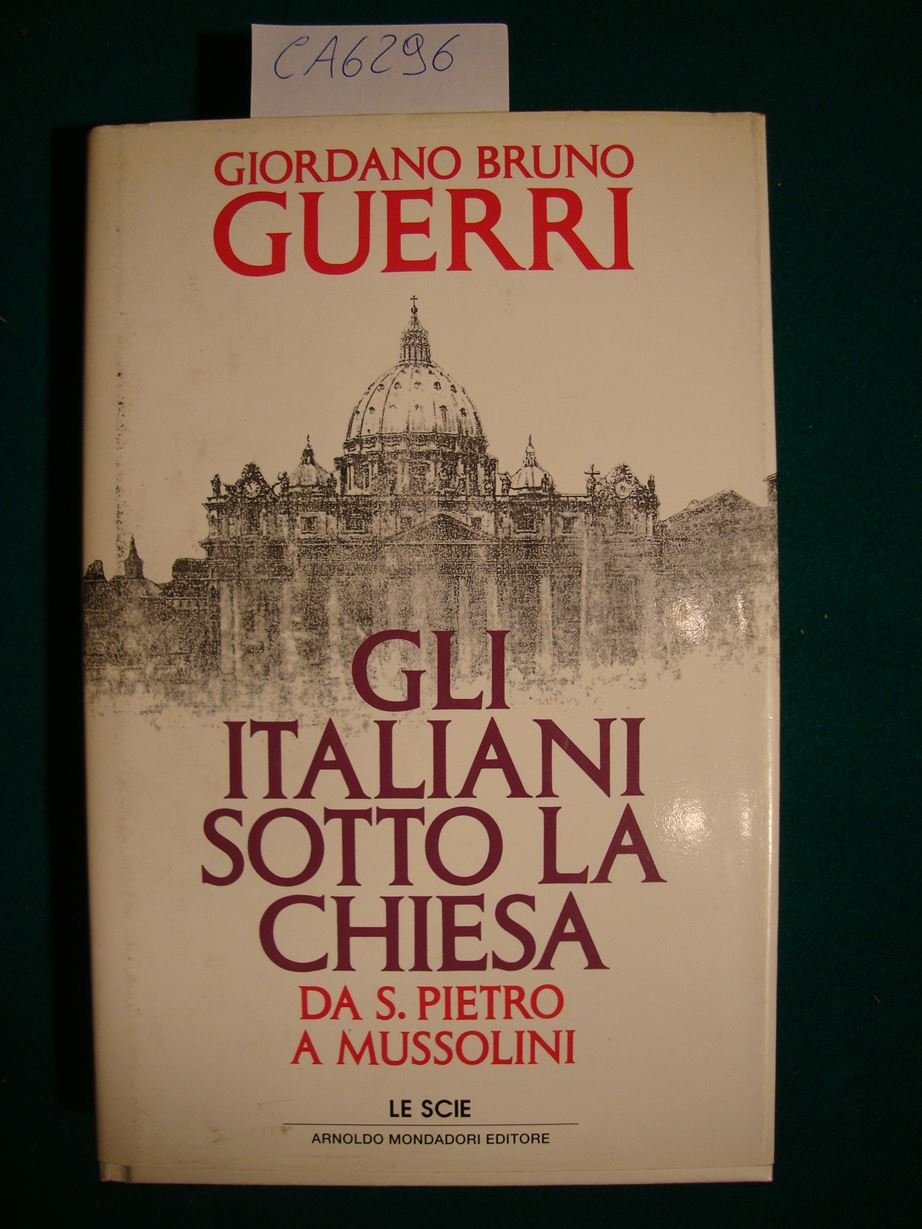 CA6296
GIORDANO BRUNO
GUERRI
GLI
ITALIANI
SOTTO LA
CHIESA
DA S. PIETRO
A MUSSOLINI
LE SCIE
ARNOLDO MONDADORI EDITORE